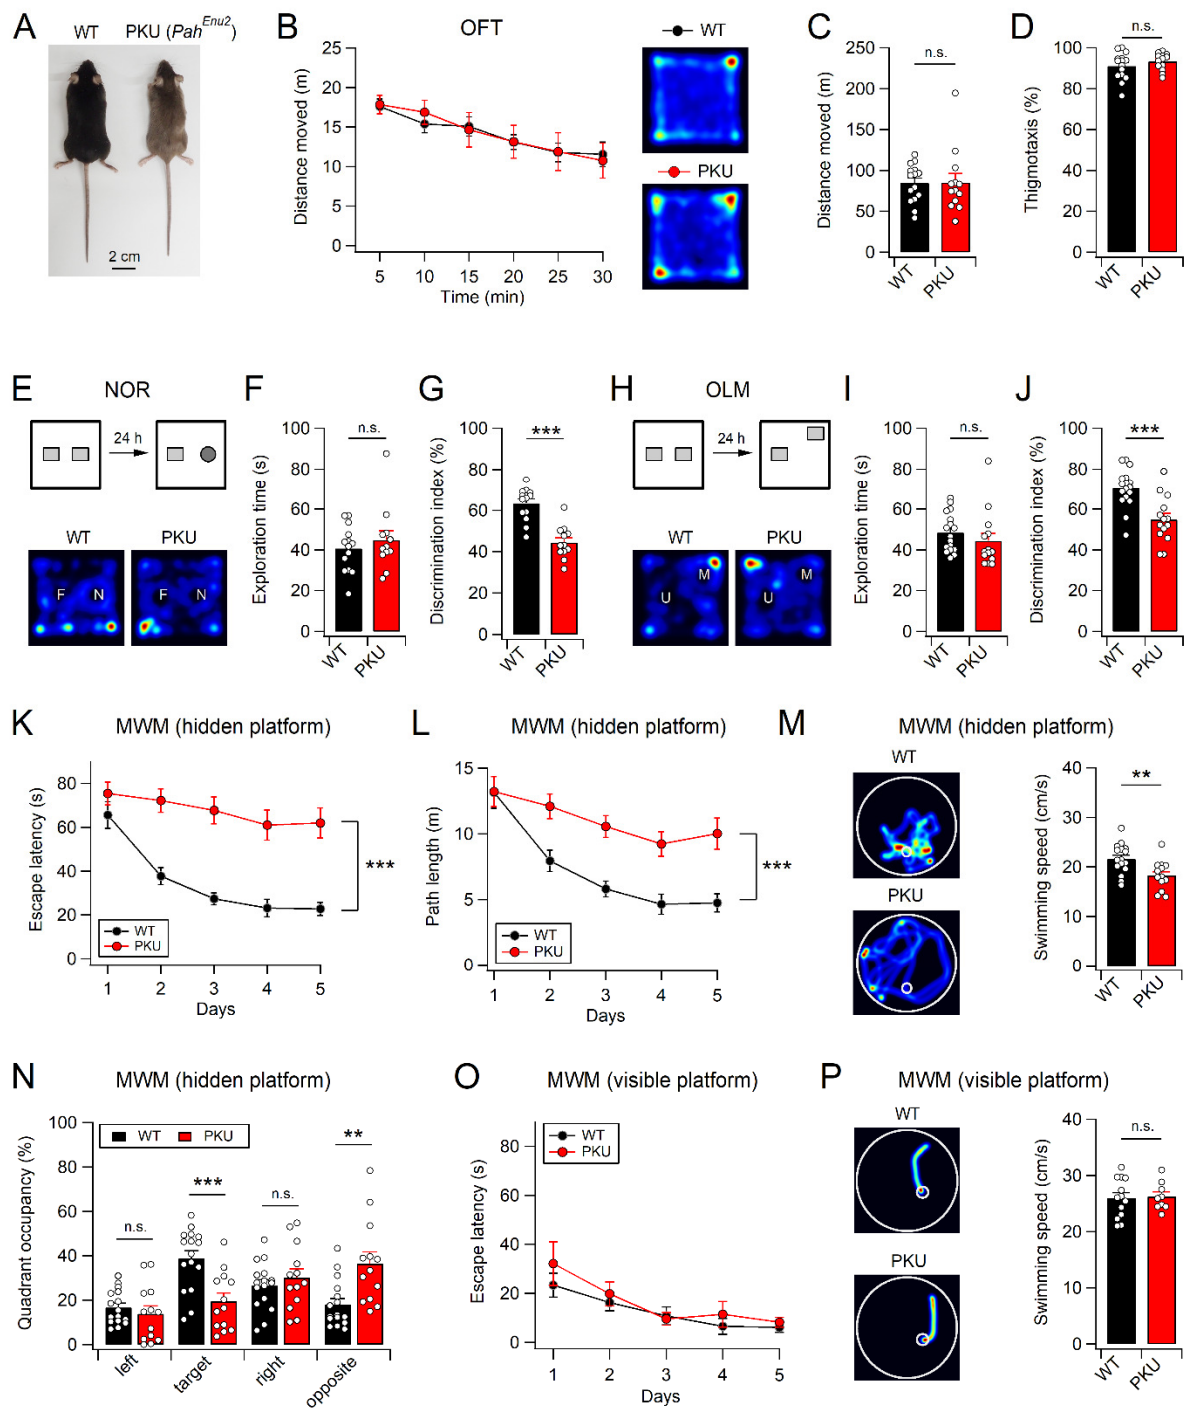 A
WT PKU (Pah^Enu2)
2 cm
B
OFT
Distance moved (m)
25
20
15
10
5
0
5 10 15 20 25 30
Time (min)
WT
PKU
C
Distance moved (m)
250
200
150
100
50
0
n.s.
WT PKU
D
Thigmotaxis (%)
100
80
60
40
20
0
n.s.
WT PKU
E
NOR
24 h
WT PKU
F N F N
F
Exploration time (s)
100
80
60
40
20
0
n.s.
WT PKU
G
Discrimination index (%)
100
80
60
40
20
0
***
WT PKU
H
OLM
24 h
WT PKU
M M
U U
I
Exploration time (s)
100
80
60
40
20
0
n.s.
WT PKU
J
Discrimination index (%)
100
80
60
40
20
0
***
WT PKU
K
MWM (hidden platform)
Escape latency (s)
80
60
40
20
0
***
WT
PKU
1 2 3 4 5
Days
L
MWM (hidden platform)
Path length (m)
15
10
5
0
***
WT
PKU
1 2 3 4 5
Days
M
MWM (hidden platform)
WT
PKU
Swimming speed (cm/s)
40
30
20
10
0
**
WT PKU
N
MWM (hidden platform)
Quadrant occupancy (%)
100
80
60
40
20
0
WT PKU
n.s.
***
n.s.
**
left target right opposite
O
MWM (visible platform)
Escape latency (s)
80
60
40
20
0
WT
PKU
1 2 3 4 5
Days
P
MWM (visible platform)
WT
PKU
Swimming speed (cm/s)
40
30
20
10
0
n.s.
WT PKU